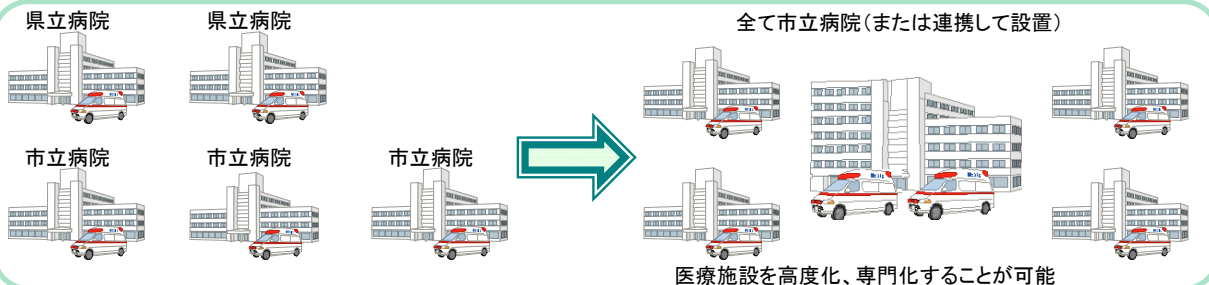 県立病院
県立病院
全て市立病院（または連携して設置）
市立病院
市立病院
市立病院
医療施設を高度化、専門化することが可能